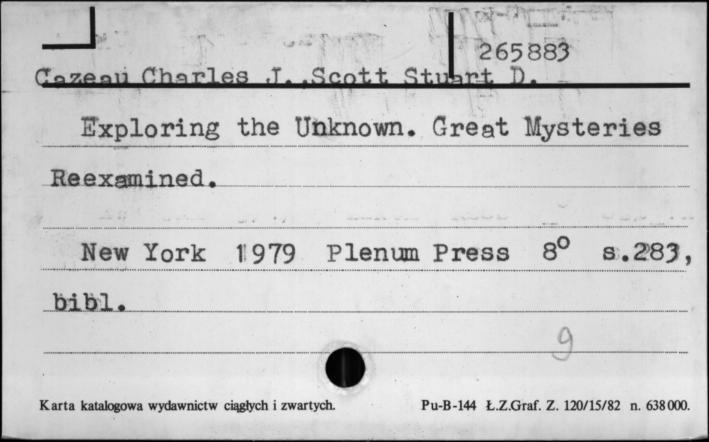 265883
Cazeau Charles J. ,Scott Stuart D.
Exploring the Unknown. Great Mysteries
Reexamined.
New York 1979 Plenum Press 8° s.283,
bibl.
9
Karta katalogowa wydawnictw ciągłych i zwartych. Pu-B-144 Ł.Z.Graf. Z. 120/15/82 n. 638000.